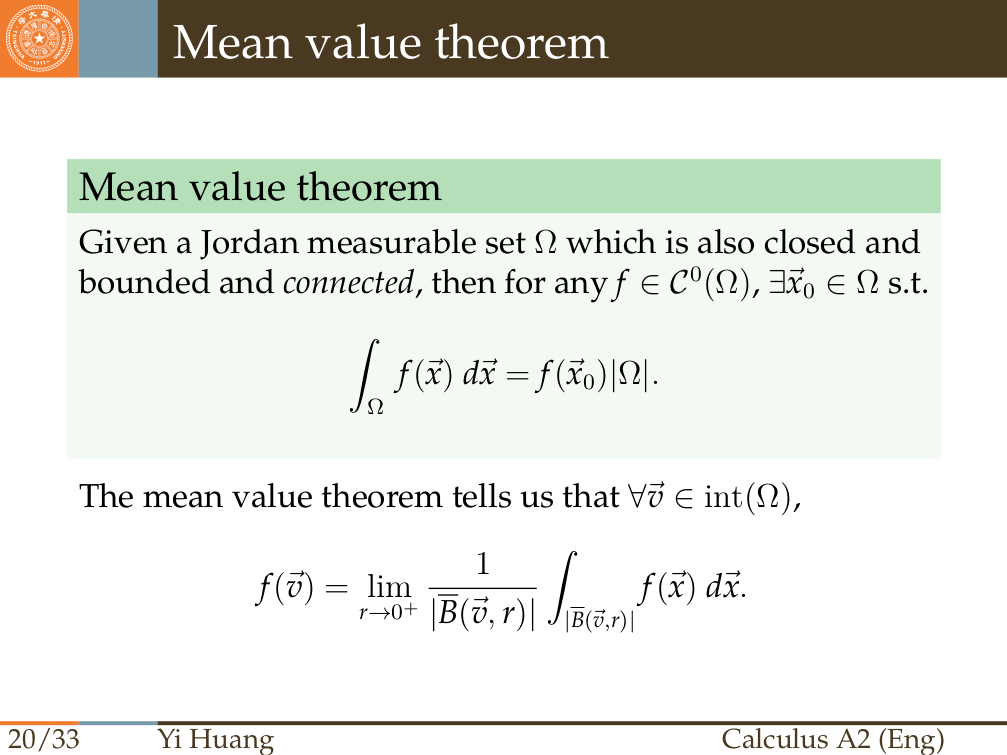 Mean value theorem
Mean value theorem
Given a Jordan measurable set Ω which is also closed and
bounded and connected, then for any f ∈ C⁰(Ω), ∃x⃗₀ ∈ Ω s.t.
∫_Ω f(x⃗) dx⃗ = f(x⃗₀)|Ω|.
The mean value theorem tells us that ∀v⃗ ∈ int(Ω),
f(v⃗) = lim_{r→0⁺} 1/|B̅(v⃗, r)| ∫_{|B̅(v⃗,r)|} f(x⃗) dx⃗.
20/33 Yi Huang Calculus A2 (Eng)